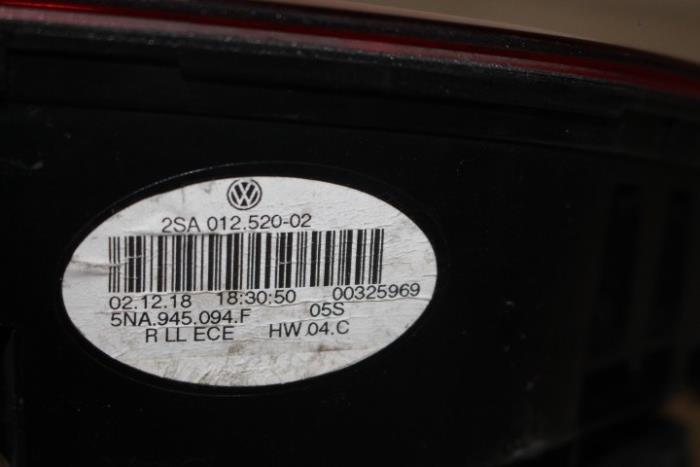 VW
2SA 012.520-02
02.12.18 18:30:50 00325969
5NA.945.094.F 05S
R LL ECE HW 04.C